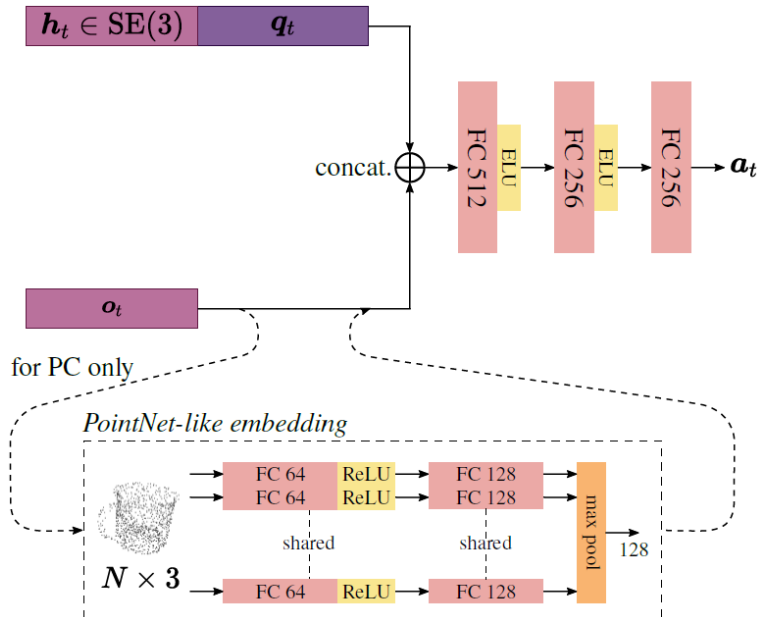 h_t ∈ SE(3) q_t
concat.
FC 512
ELU
FC 256
ELU
FC 256
a_t
o_t
for PC only
PointNet-like embedding
FC 64 ReLU FC 128
FC 64 ReLU FC 128
shared shared
FC 64 ReLU FC 128
N × 3
max pool
128